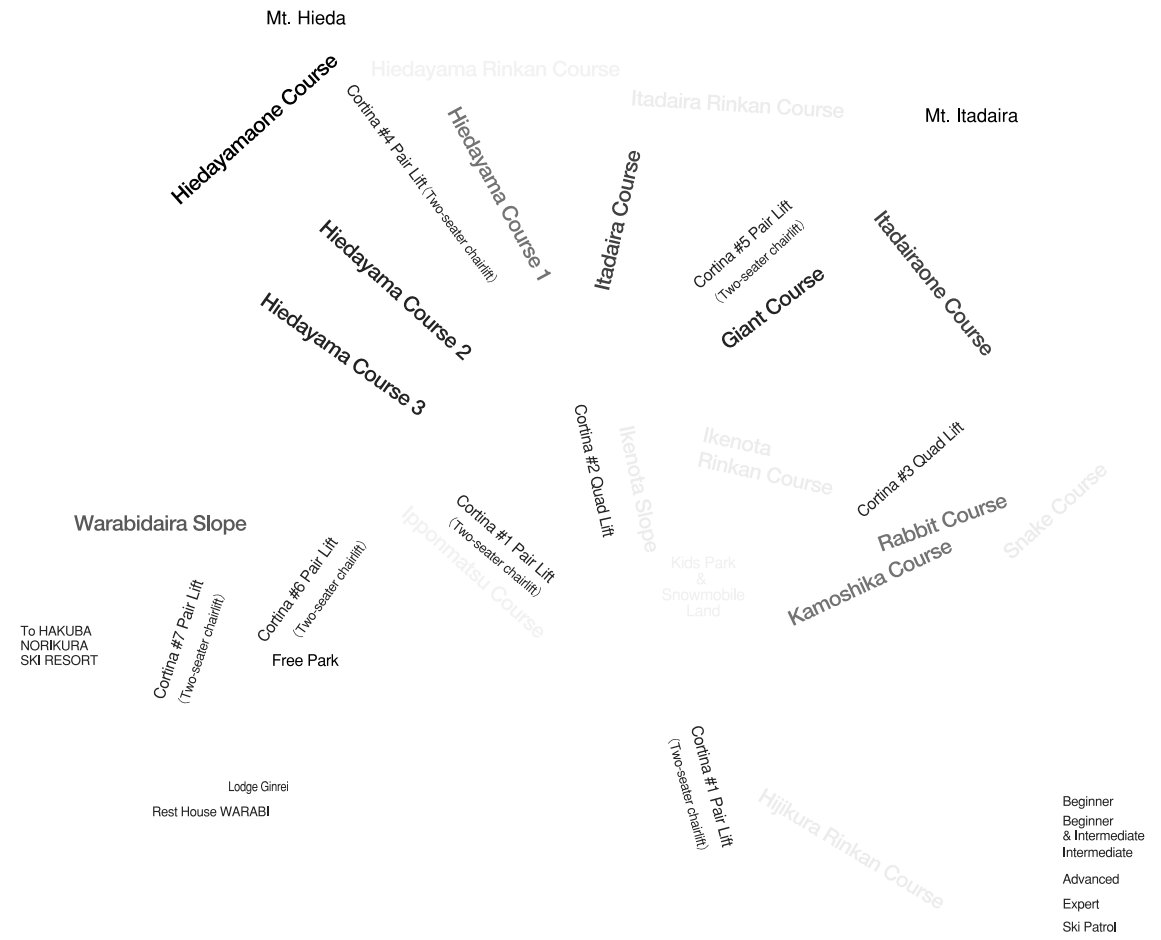 Mt. Hieda
Hiedayama Rinkan Course
Itadaira Rinkan Course
Mt. Itadaira
Hiedayamaone Course
Cortina #4 Pair Lift (Two-seater chairlift)
Hiedayama Course 1
Itadaira Course
Cortina #5 Pair Lift
(Two-seater chairlift)
Giant Course
Itadairaone Course
Hiedayama Course 2
Hiedayama Course 3
Cortina #2 Quad Lift
Ikenota Slope
Ikenota
Rinkan Course
Cortina #3 Quad Lift
Rabbit Course
Kamoshika Course
Snake Course
Warabidaira Slope
Cortina #1 Pair Lift
(Two-seater chairlift)
Ipponmatsu Course
Kids Park
&
Snowmobile
Land
Cortina #6 Pair Lift
(Two-seater chairlift)
Cortina #7 Pair Lift
(Two-seater chairlift)
To HAKUBA
NORIKURA
SKI RESORT
Free Park
Cortina #1 Pair Lift
(Two-seater chairlift)
Hijikura Rinkan Course
Lodge Ginrei
Rest House WARABI
Beginner
Beginner
& Intermediate
Intermediate
Advanced
Expert
Ski Patrol